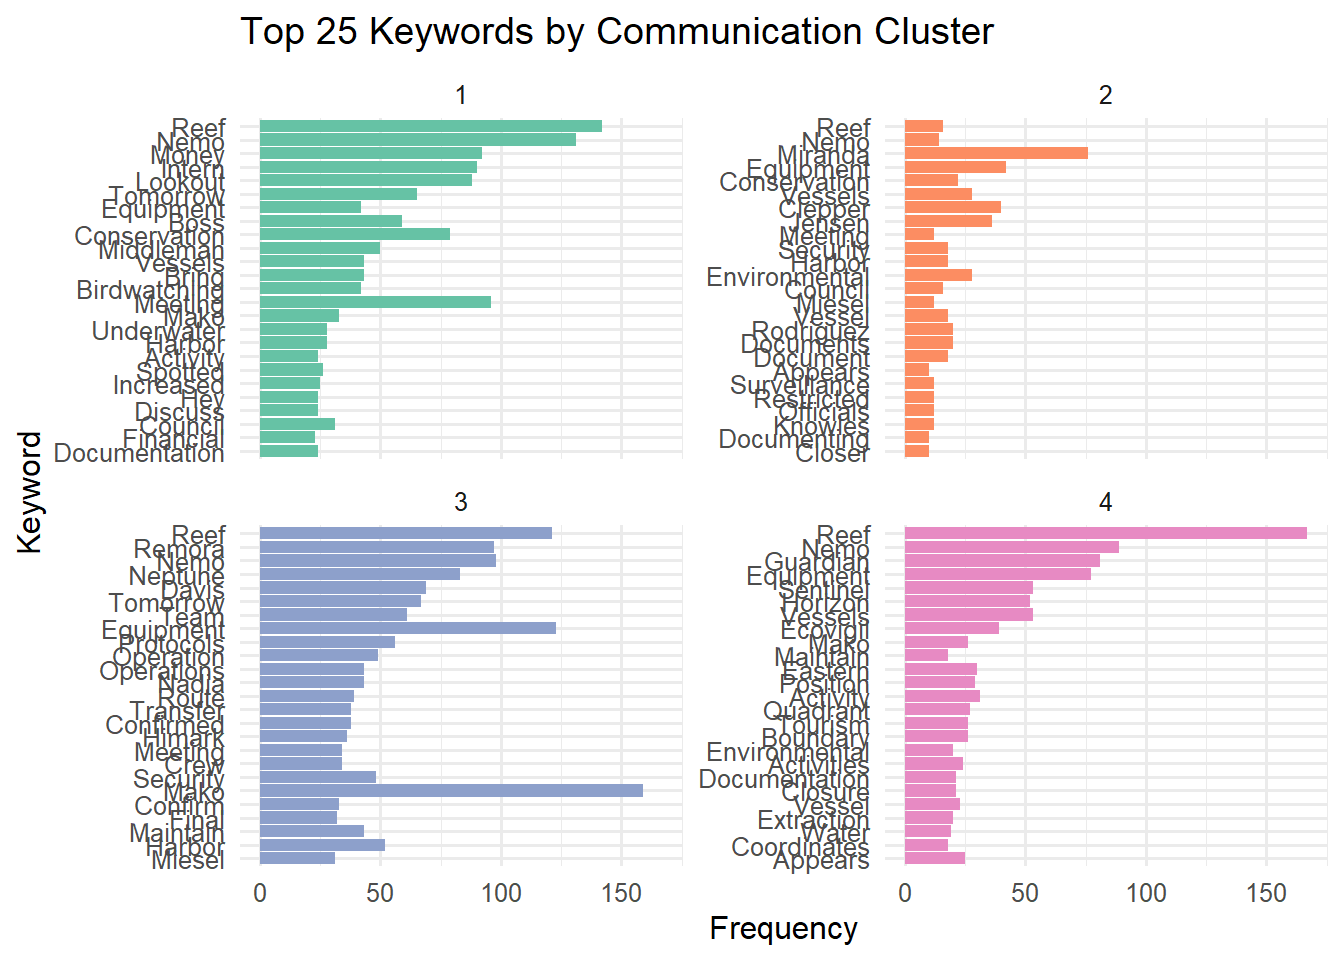 Top 25 Keywords by Communication Cluster
1
Reef
Nemo
Money
Intern
Lookout
Tomorrow
Equipment
Boss
Conservation
Middleman
Vessels
Bring
Birdwatching
Meeting
Mako
Underwater
Harbor
Activity
Spotted
Increased
Hey
Discuss
Council
Financial
Documentation
2
Reef
Nemo
Miranda
Equipment
Conservation
Vessels
Clepper
Jensen
Meeting
Security
Harbor
Environmental
Council
Miesel
Vessel
Rodriguez
Documents
Document
Appears
Surveillance
Restricted
Officials
Knowles
Documenting
Closer
3
Reef
Remora
Nemo
Neptune
Davis
Tomorrow
Team
Equipment
Protocols
Operation
Operations
Nadia
Route
Transfer
Confirmed
Himark
Meeting
Crew
Security
Mako
Confirm
Final
Maintain
Harbor
Miesel
0 50 100 150
4
Reef
Nemo
Guardian
Equipment
Sentinel
Horizon
Vessels
Ecovigil
Mako
Maintain
Eastern
Position
Activity
Quadrant
Tourism
Boundary
Environmental
Activities
Documentation
Closure
Vessel
Extraction
Water
Coordinates
Appears
0 50 100 150
Keyword
Frequency